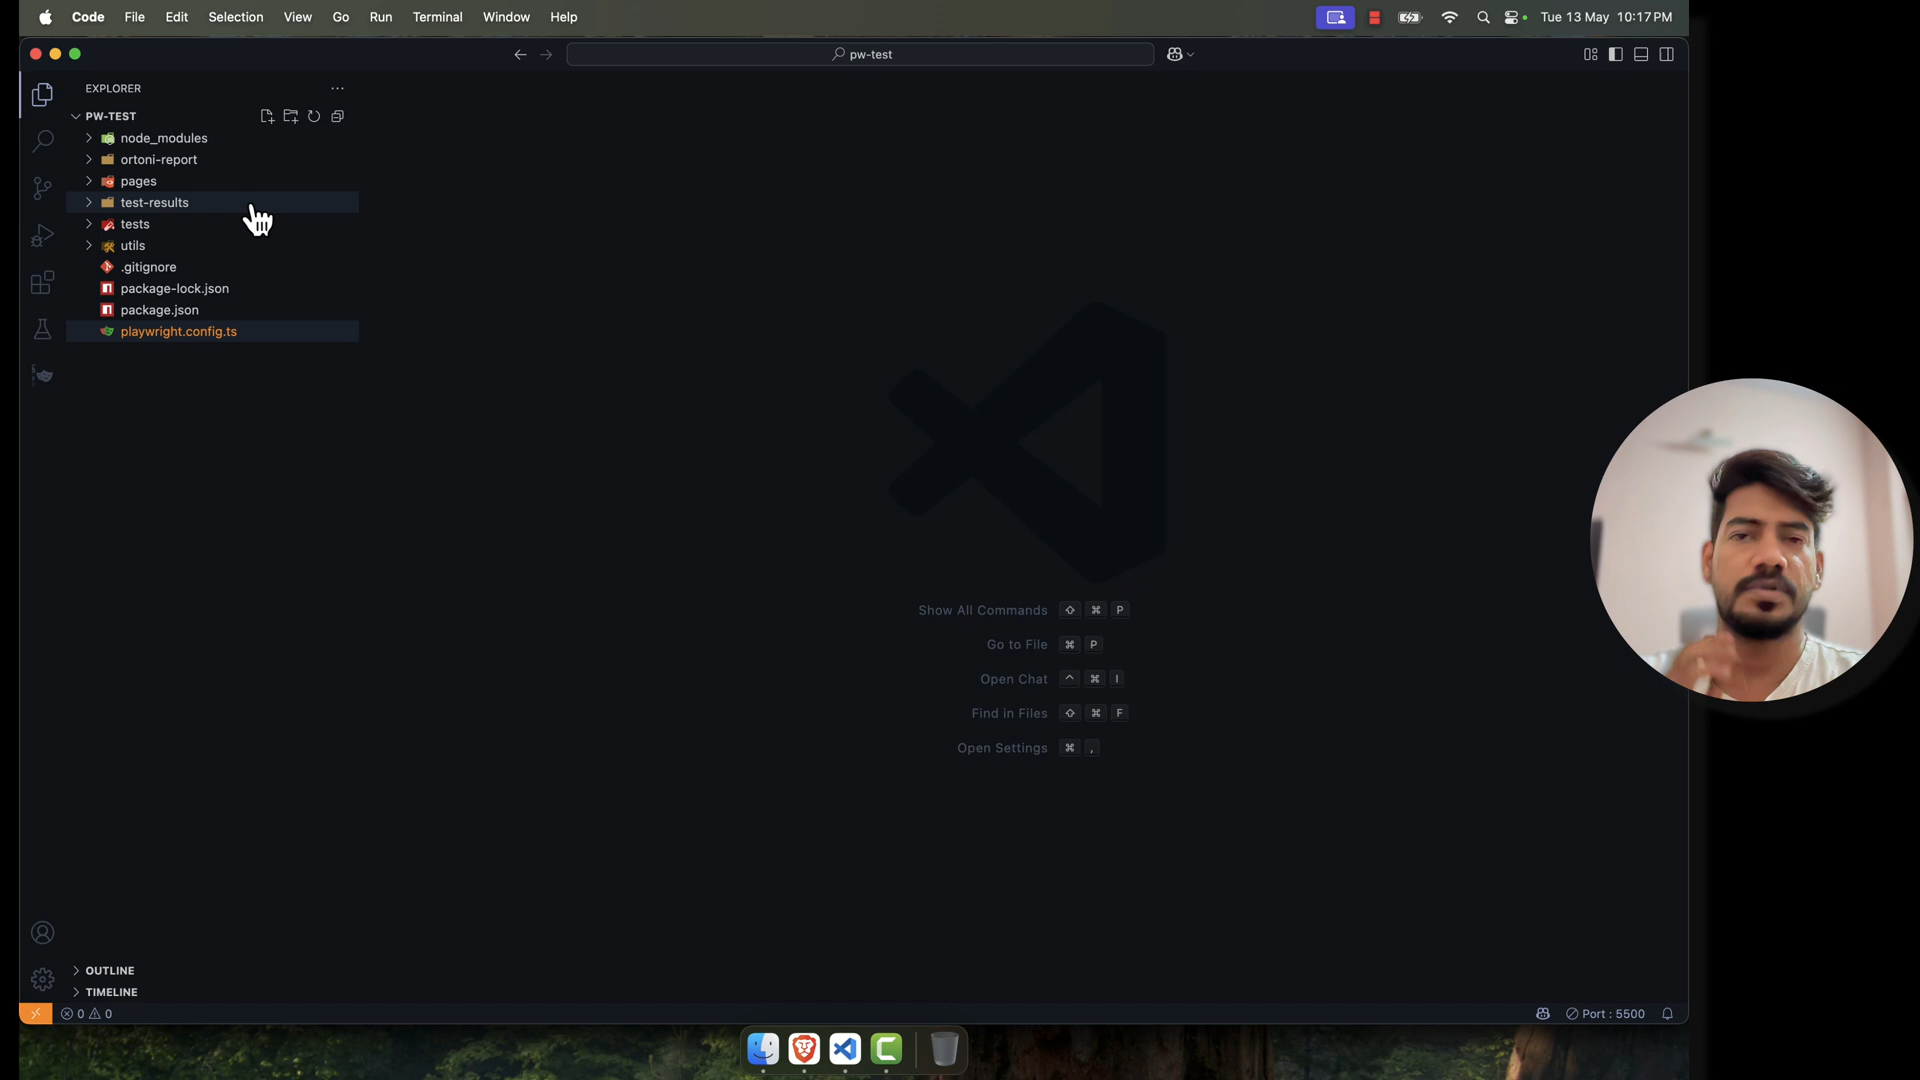 Code File Edit Selection View Go Run Terminal Window Help
Tue 13 May 10:17 PM
pw-test
EXPLORER
PW-TEST
node_modules
ortoni-report
pages
test-results
tests
utils
.gitignore
package-lock.json
package.json
playwright.config.ts
Show All Commands ⇧ ⌘ P
Go to File ⌘ P
Open Chat ^ ⌘ I
Find in Files ⇧ ⌘ F
Open Settings ⌘ ,
OUTLINE
TIMELINE
0 0
Port : 5500